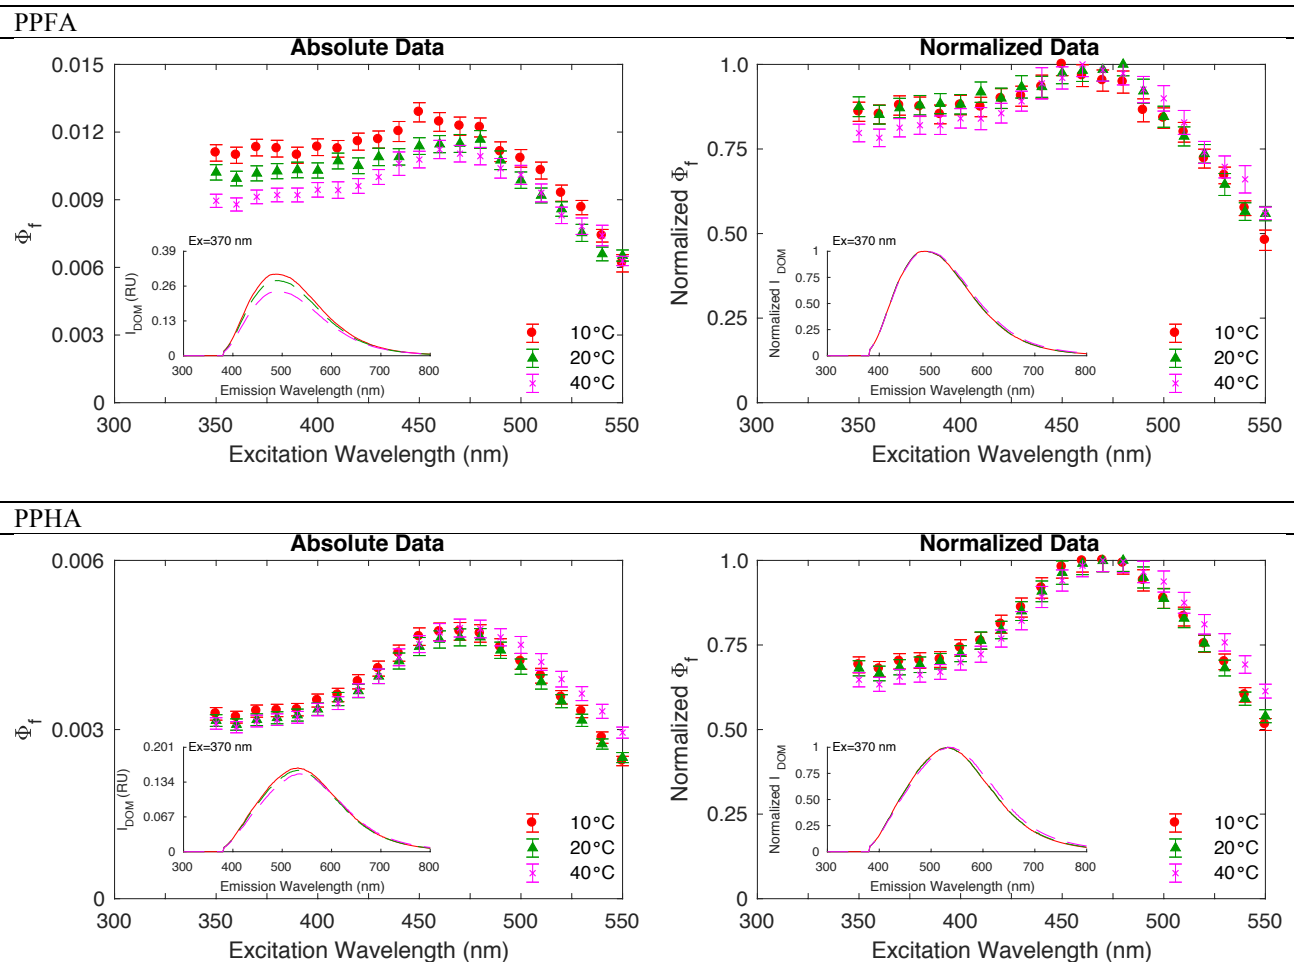 PPFA
Absolute Data
0.015
0.012
0.009
0.006
0.003
0
Φf
300 350 400 450 500 550
Excitation Wavelength (nm)
Ex=370 nm
0.39
0.26
0.13
0
I DOM (RU)
300 400 500 600 700 800
Emission Wavelength (nm)
10°C
20°C
40°C
Normalized Data
1.0
0.75
0.50
0.25
0
Normalized Φf
300 350 400 450 500 550
Excitation Wavelength (nm)
Ex=370 nm
1
0.75
0.50
0.25
0
Normalized I DOM
300 400 500 600 700 800
Emission Wavelength (nm)
10°C
20°C
40°C
PPHA
Absolute Data
0.006
0.003
0
Φf
300 350 400 450 500 550
Excitation Wavelength (nm)
Ex=370 nm
0.201
0.134
0.067
0
I DOM (RU)
300 400 500 600 700 800
Emission Wavelength (nm)
10°C
20°C
40°C
Normalized Data
1.0
0.75
0.50
0.25
0
Normalized Φf
300 350 400 450 500 550
Excitation Wavelength (nm)
Ex=370 nm
1
0.75
0.50
0.25
0
Normalized I DOM
300 400 500 600 700 800
Emission Wavelength (nm)
10°C
20°C
40°C